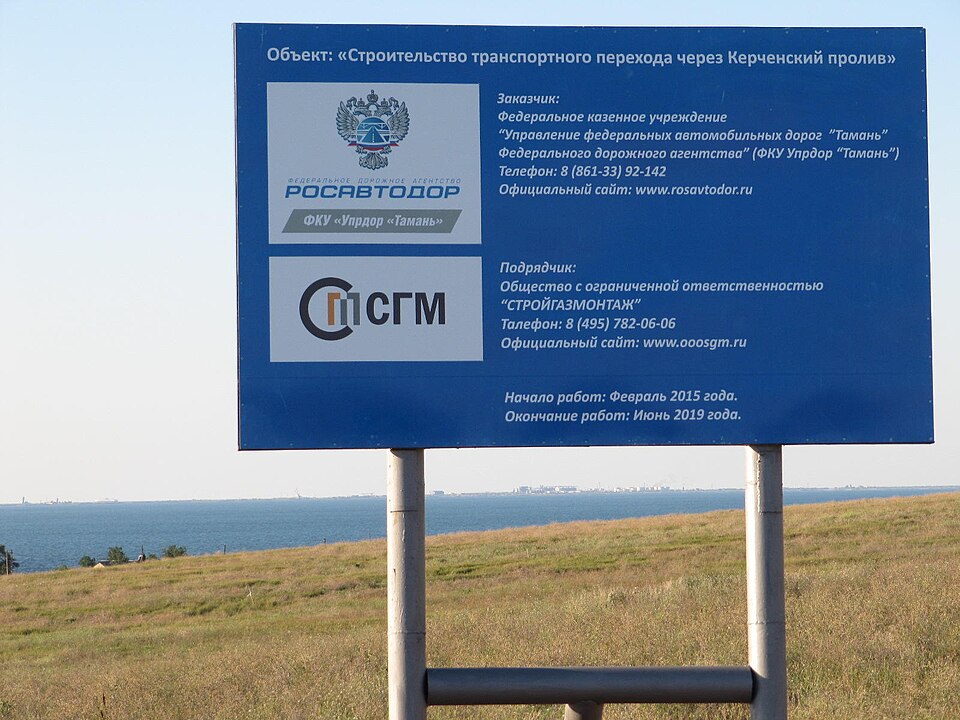 Объект: «Строительство транспортного перехода через Керченский пролив»
ФЕДЕРАЛЬНОЕ ДОРОЖНОЕ АГЕНТСТВО
РОСАВТОДОР
ФКУ «Упрдор «Тамань»
Заказчик:
Федеральное казенное учреждение
“Управление федеральных автомобильных дорог "Тамань”
Федерального дорожного агентства” (ФКУ Упрдор “Тамань”)
Телефон: 8 (861-33) 92-142
Официальный сайт: www.rosavtodor.ru
СГМ
Подрядчик:
Общество с ограниченной ответственностью
“СТРОЙГАЗМОНТАЖ”
Талефон: 8 (495) 782-06-06
Официальный сайт: www.ooosgm.ru
Начало работ: Февраль 2015 года.
Окончание работ: Июнь 2019 года.